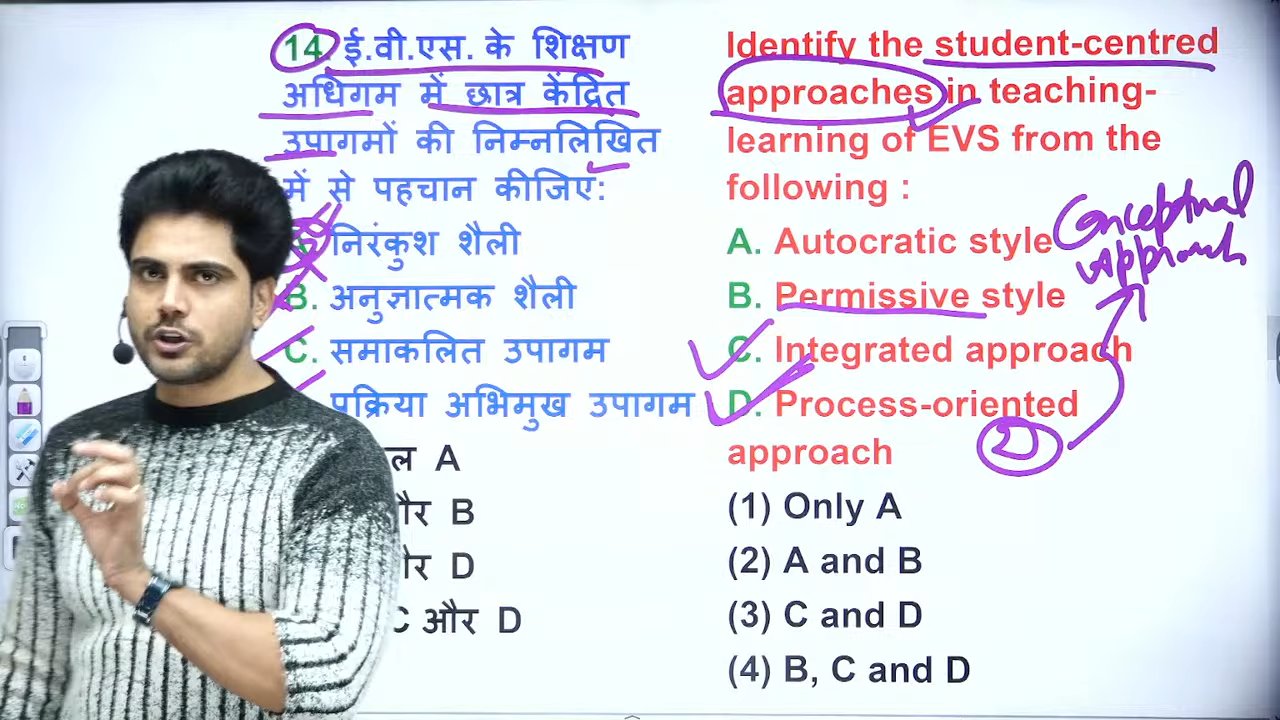 14. ई.वी.एस. के शिक्षण
अधिगम में छात्र केंद्रित
उपागमों की निम्नलिखित
में से पहचान कीजिए:
निरंकुश शैली
B. अनुज्ञात्मक शैली
C. समाकलित उपागम
प्रक्रिया अभिमुख उपागम
A
और B
और D
C और D
Identify the student-centred
approaches in teaching-
learning of EVS from the
following :
A. Autocratic style
B. Permissive style
C. Integrated approach
D. Process-oriented
approach
(1) Only A
(2) A and B
(3) C and D
(4) B, C and D
Conceptual
Approach